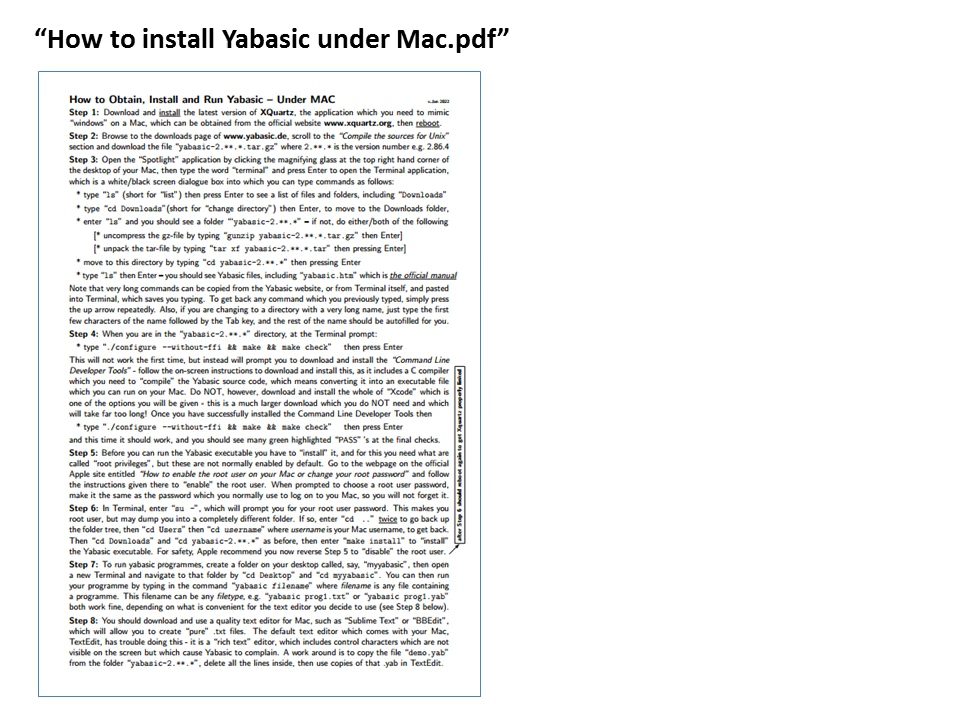 “How to install Yabasic under Mac.pdf”
How to Obtain, Install and Run Yabasic – Under MAC
Step 1: Download and install the latest version of XQuartz, the application which you need to mimic
"windows" on a Mac, which can be obtained from the official website www.xquartz.org, then reboot.
Step 2: Browse to the downloads page of www.yabasic.de, scroll to the "Compile the sources for Unix"
section and download the file "yabasic-2.**.*.tar.gz" where 2.**.* is the version number e.g. 2.86.4
Step 3: Open the "Spotlight" application by clicking the magnifying glass at the top right hand corner of
the desktop of your Mac, then type the word "terminal" and press Enter to open the Terminal application,
which is a white/black screen dialogue box into which you can type commands as follows:
* type "ls" (short for "list") then press Enter to see a list of files and folders, including "Downloads"
* type "cd Downloads"(short for "change directory") then Enter, to move to the Downloads folder,
* enter "ls" and you should see a folder "'yabasic-2.**.*" – if not, do either/both of the following
[* uncompress the gz-file by typing "gunzip yabasic-2.**.*.tar.gz" then Enter]
[* unpack the tar-file by typing "tar xf yabasic-2.**.*.tar" then pressing Enter]
* move to this directory by typing "cd yabasic-2.**.*" then pressing Enter
* type "ls" then Enter – you should see Yabasic files, including "yabasic.htm" which is the official manual
Note that very long commands can be copied from the Yabasic website, or from Terminal itself, and pasted
into Terminal, which saves you typing. To get back any command which you previously typed, simply press
the up arrow repeatedly. Also, if you are changing to a directory with a very long name, just type the first
few characters of the name followed by the Tab key, and the rest of the name should be autofilled for you.
Step 4: When you are in the "yabasic-2.**.*" directory, at the Terminal prompt:
* type "./configure --without-ffi && make && make check" then press Enter
This will not work the first time, but instead will prompt you to download and install the "Command Line
Developer Tools" - follow the on-screen instructions to download and install this, as it includes a C compiler
which you need to "compile" the Yabasic source code, which means converting it into an executable file
which you can run on your Mac. Do NOT, however, download and install the whole of "Xcode" which is
one of the options you will be given - this is a much larger download which you do NOT need and which
will take far too long! Once you have successfully installed the Command Line Developer Tools then
* type "./configure --without-ffi && make && make check" then press Enter
and this time it should work, and you should see many green highlighted "PASS" 's at the final checks.
Step 5: Before you can run the Yabasic executable you have to "install" it, and for this you need what are
called "root privileges", but these are not normally enabled by default. Go to the webpage on the official
Apple site entitled "How to enable the root user on your Mac or change your root password" and follow
the instructions given there to "enable" the root user. When prompted to choose a root user password,
make it the same as the password which you normally use to log on to you Mac, so you will not forget it.
Step 6: In Terminal, enter "su -", which will prompt you for your root user password. This makes you
root user, but may dump you into a completely different folder. If so, enter "cd .." twice to go back up
the folder tree, then "cd Users" then "cd username" where username is your Mac username, to get back.
Then "cd Downloads" and "cd yabasic-2.**.*" as before, then enter "make install" to "install"
the Yabasic executable. For safety, Apple recommend you now reverse Step 5 to "disable" the root user.
after Step 6 should reboot again to get Xquartz properly linked
Step 7: To run yabasic programmes, create a folder on your desktop called, say, "myyabasic", then open
a new Terminal and navigate to that folder by "cd Desktop" and "cd myyabasic". You can then run
your programme by typing in the command "yabasic filename" where filename is any file containing
a programme. This filename can be any filetype, e.g. "yabasic prog1.txt" or "yabasic prog1.yab"
both work fine, depending on what is convenient for the text editor you decide to use (see Step 8 below).
Step 8: You should download and use a quality text editor for Mac, such as "Sublime Text" or "BBEdit",
which will allow you to create "pure" .txt files. The default text editor which comes with your Mac,
TextEdit, has trouble doing this - it is a "rich text" editor, which includes control characters which are not
visible on the screen but which cause Yabasic to complain. A work around is to copy the file "demo.yab"
from the folder "yabasic-2.**.*", delete all the lines inside, then use copies of that .yab in TextEdit.